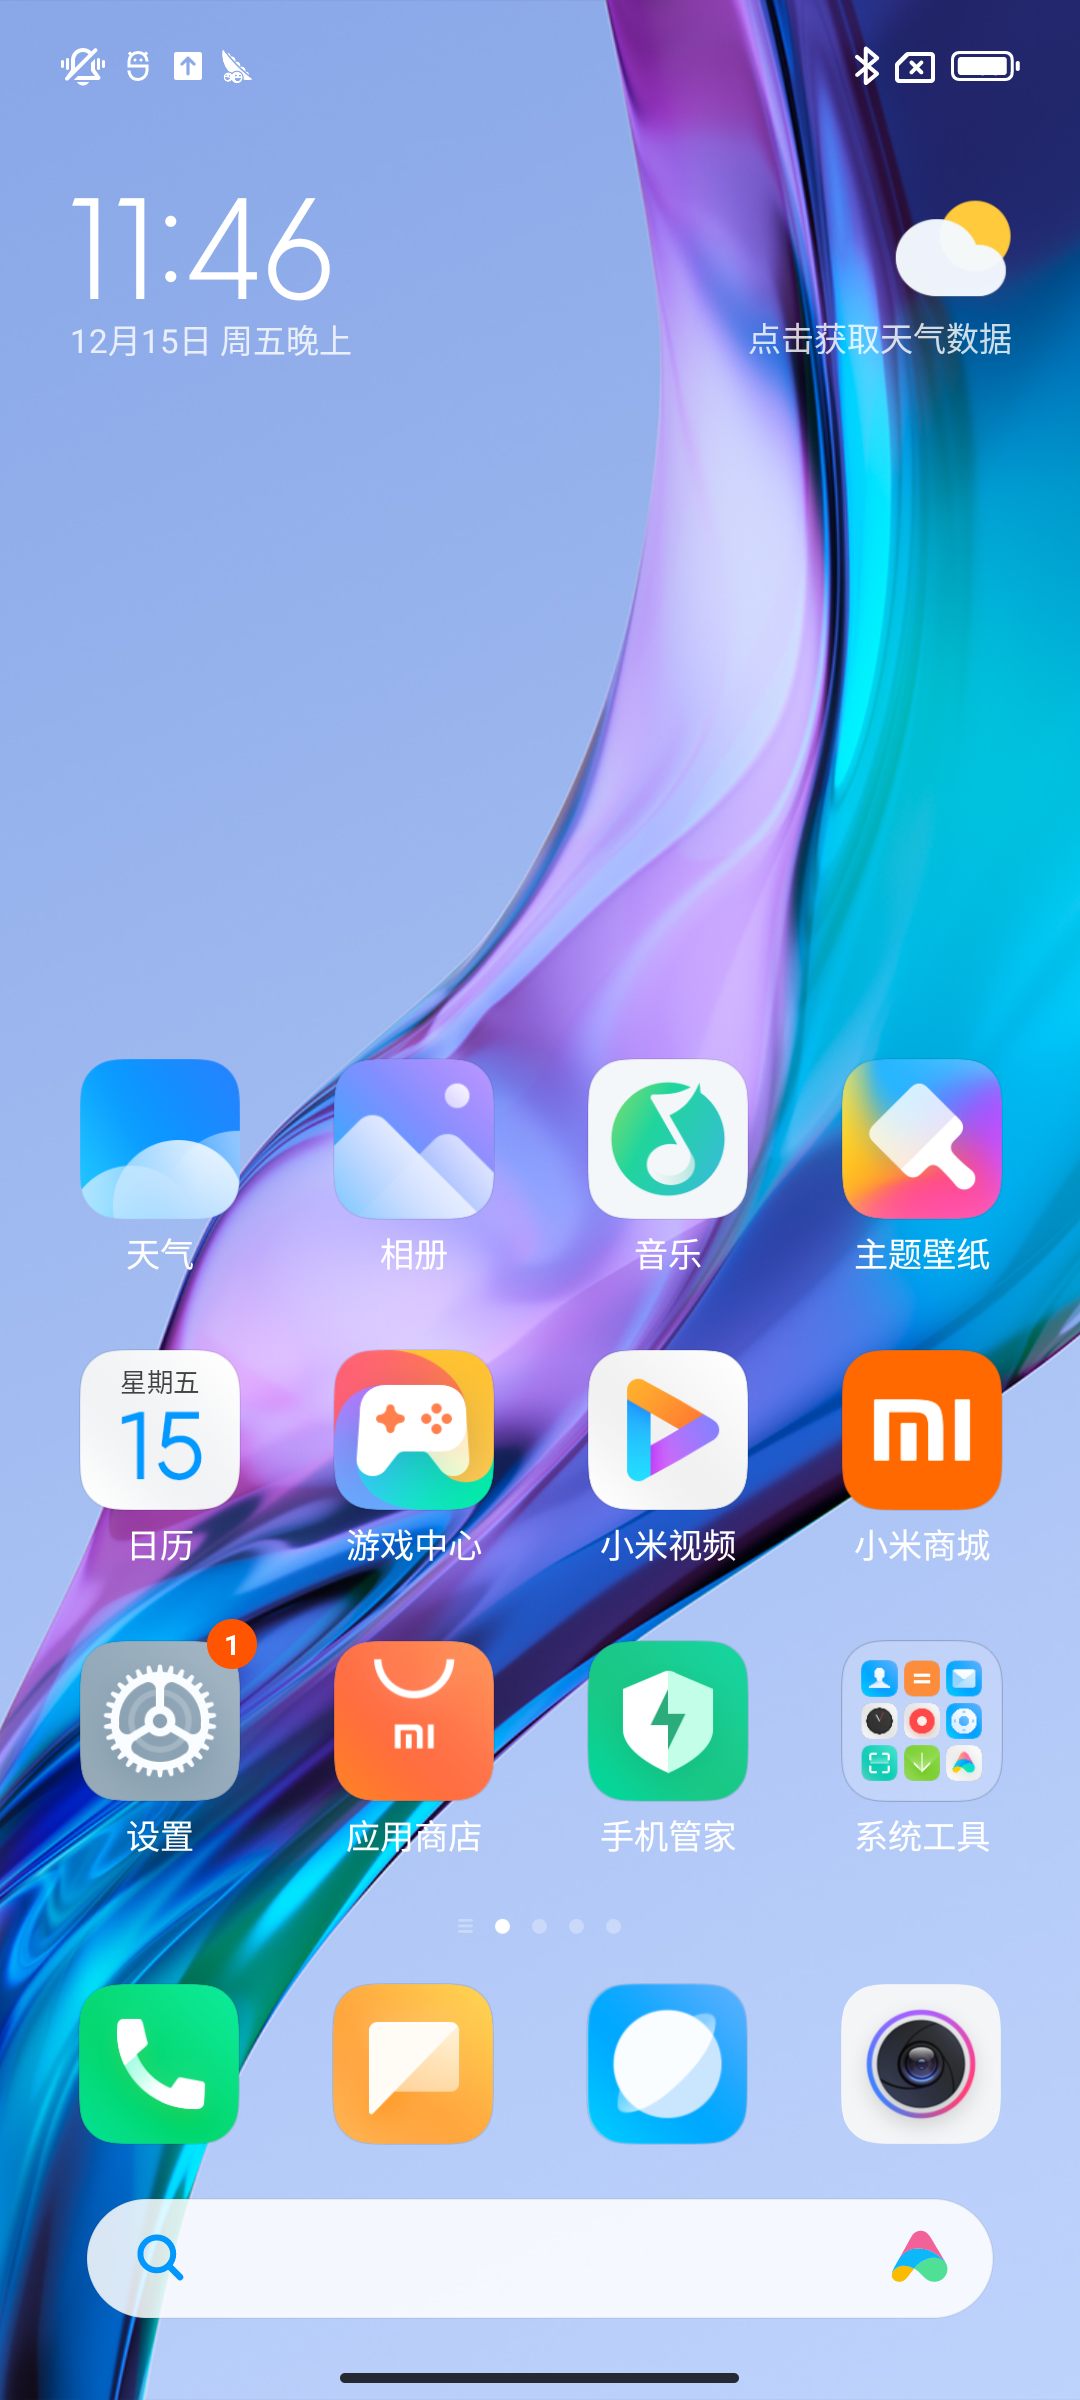 11:46
12月15日 周五晚上
点击获取天气数据
天气
相册
音乐
主题壁纸
星期五
15
日历
游戏中心
小米视频
mi
小米商城
1
设置
mi
应用商店
手机管家
系统工具